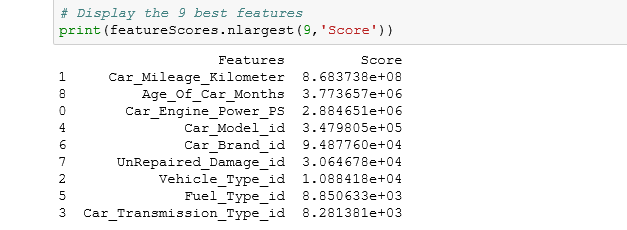 # Display the 9 best features
print(featureScores.nlargest(9,'Score'))
Features Score
1 Car_Mileage_Kilometer 8.683738e+08
8 Age_Of_Car_Months 3.773657e+06
0 Car_Engine_Power_PS 2.884651e+06
4 Car_Model_id 3.479805e+05
6 Car_Brand_id 9.487760e+04
7 UnRepaired_Damage_id 3.064678e+04
2 Vehicle_Type_id 1.088418e+04
5 Fuel_Type_id 8.850633e+03
3 Car_Transmission_Type_id 8.281381e+03